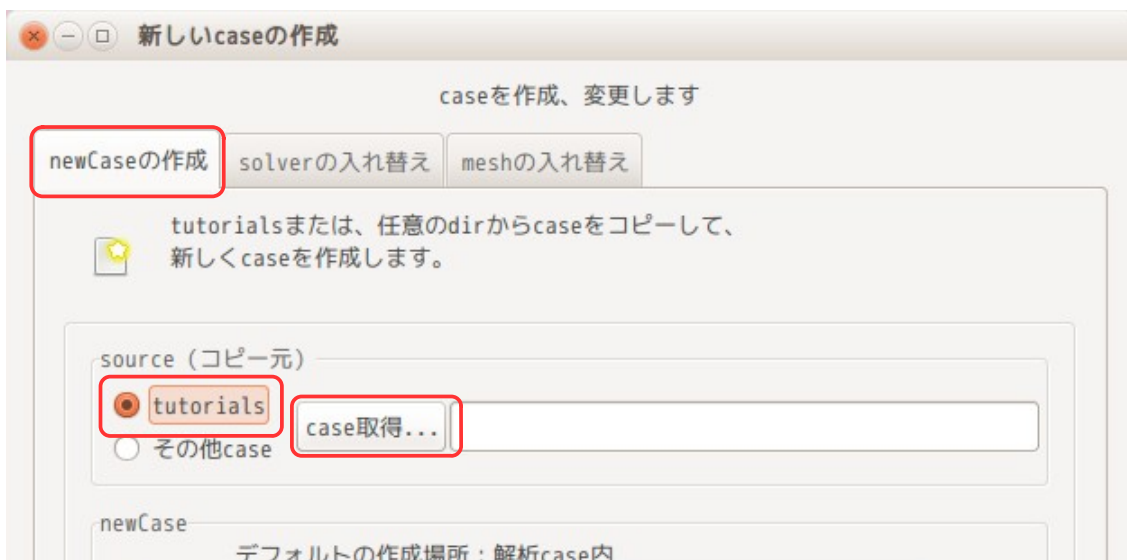 新しいcaseの作成
caseを作成、変更します
newCaseの作成 solverの入れ替え meshの入れ替え
tutorialsまたは、任意のdirからcaseをコピーして、
新しくcaseを作成します。
source (コピー元)
tutorials
case取得...
その他case
newCase
デフォルトの作成場所：解析case内